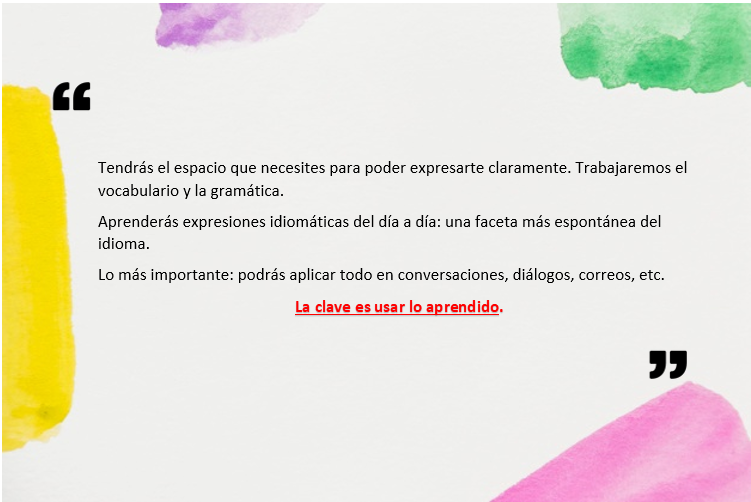 “
Tendrás el espacio que necesites para poder expresarte claramente. Trabajaremos el
vocabulario y la gramática.
Aprenderás expresiones idiomáticas del día a día: una faceta más espontánea del
idioma.
Lo más importante: podrás aplicar todo en conversaciones, diálogos, correos, etc.
La clave es usar lo aprendido.
”